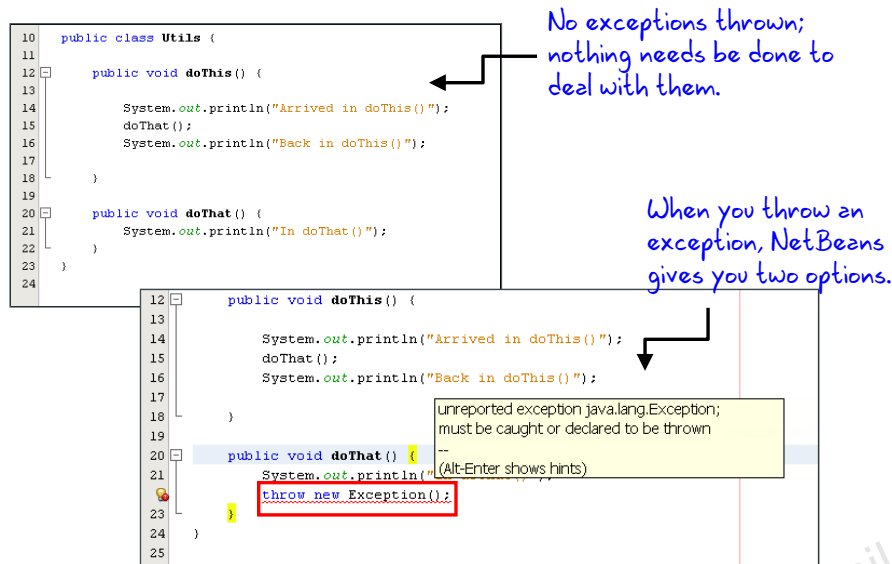 No exceptions thrown;
nothing needs be done to
deal with them.
10 public class Utils {
11
12 public void doThis() {
13
14 System.out.println("Arrived in doThis()");
15 doThat();
16 System.out.println("Back in doThis()");
17
18 }
19
20 public void doThat() {
21 System.out.println("In doThat()");
22 }
23 }
24
When you throw an
exception, NetBeans
gives you two options.
12 public void doThis() {
13
14 System.out.println("Arrived in doThis()");
15 doThat();
16 System.out.println("Back in doThis()");
17
18 }
19
unreported exception java.lang.Exception;
must be caught or declared to be thrown
--
(Alt-Enter shows hints)
20 public void doThat() {
21 System.out.println("
throw new Exception();
23 }
24 }
25